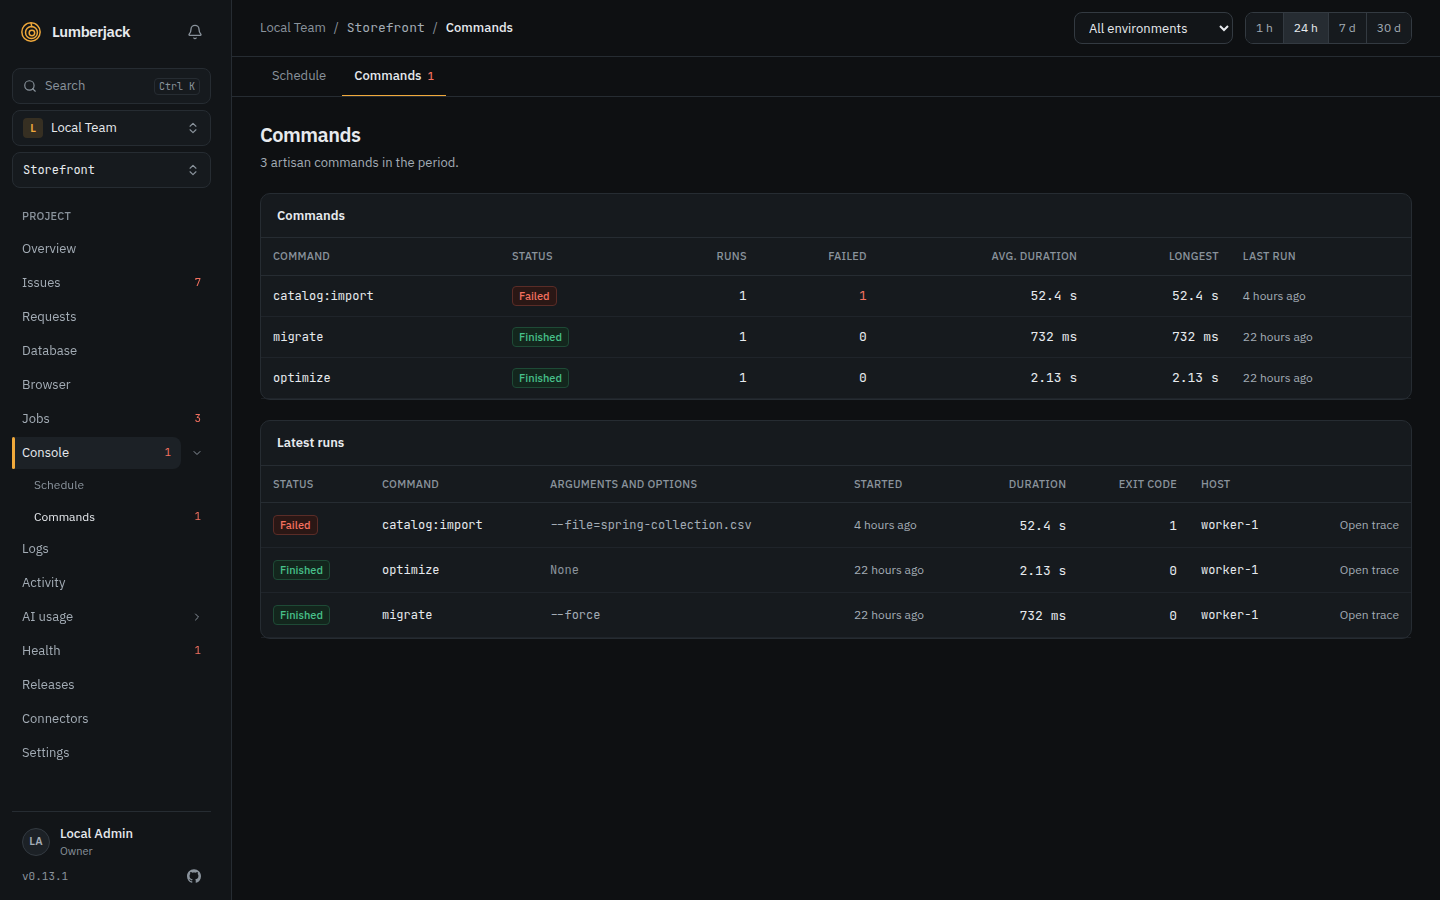 Lumberjack
Search Ctrl K
L Local Team
Storefront
PROJECT
Overview
Issues 7
Requests
Database
Browser
Jobs 3
Console 1
Schedule
Commands 1
Logs
Activity
AI usage
Health 1
Releases
Connectors
Settings
LA Local Admin
Owner
v0.13.1
Local Team / Storefront / Commands
All environments 1 h 24 h 7 d 30 d
Schedule Commands 1
Commands
3 artisan commands in the period.
Commands
COMMAND STATUS RUNS FAILED AVG. DURATION LONGEST LAST RUN
catalog:import Failed 1 1 52.4 s 52.4 s 4 hours ago
migrate Finished 1 0 732 ms 732 ms 22 hours ago
optimize Finished 1 0 2.13 s 2.13 s 22 hours ago
Latest runs
STATUS COMMAND ARGUMENTS AND OPTIONS STARTED DURATION EXIT CODE HOST
Failed catalog:import --file=spring-collection.csv 4 hours ago 52.4 s 1 worker-1 Open trace
Finished optimize None 22 hours ago 2.13 s 0 worker-1 Open trace
Finished migrate --force 22 hours ago 732 ms 0 worker-1 Open trace